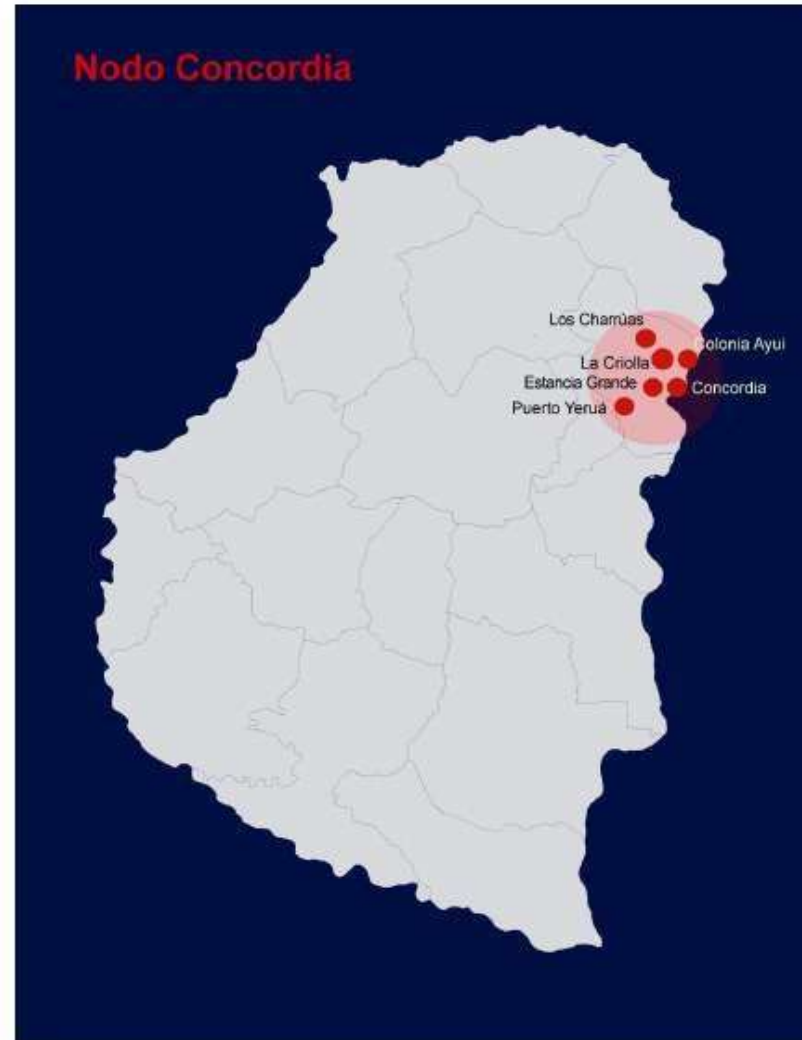 Nodo Concordia
Los Charrúas
Colonia Ayui
La Criolla
Estancia Grande
Concordia
Puerto Yeruá